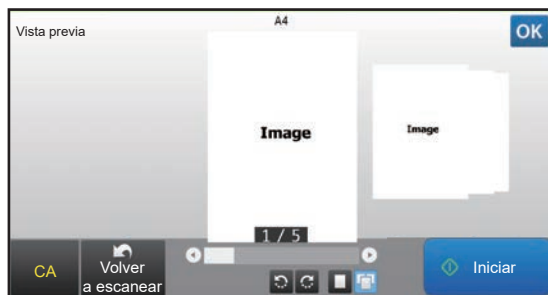 A4
Vista previa
OK
Image
Image
1 / 5
CA
Volver
a escanear
Iniciar